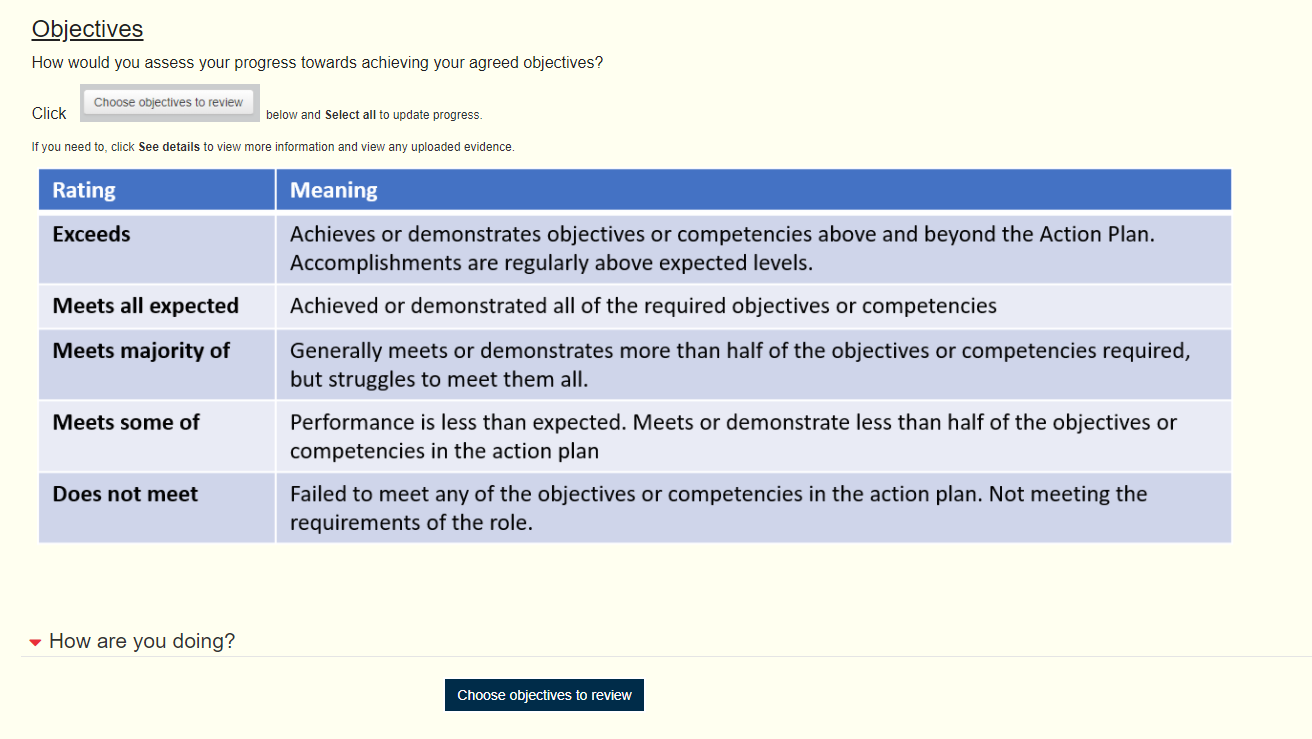 Objectives
How would you assess your progress towards achieving your agreed objectives?
Click Choose objectives to review below and Select all to update progress.
If you need to, click See details to view more information and view any uploaded evidence.
Rating Meaning
Exceeds Achieves or demonstrates objectives or competencies above and beyond the Action Plan.
Accomplishments are regularly above expected levels.
Meets all expected Achieved or demonstrated all of the required objectives or competencies
Meets majority of Generally meets or demonstrates more than half of the objectives or competencies required,
but struggles to meet them all.
Meets some of Performance is less than expected. Meets or demonstrate less than half of the objectives or
competencies in the action plan
Does not meet Failed to meet any of the objectives or competencies in the action plan. Not meeting the
requirements of the role.
How are you doing?
Choose objectives to review